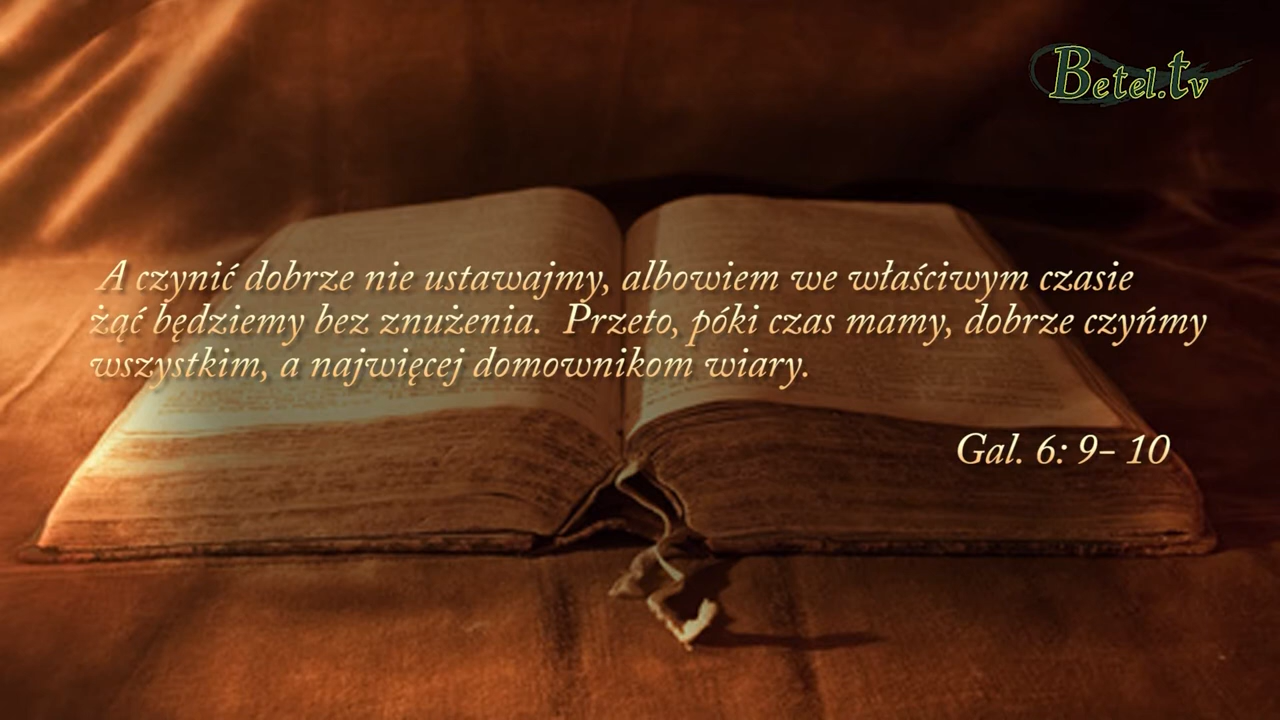 Betel.tv
A czynić dobrze nie ustawajmy, albowiem we właściwym czasie
żąć będziemy bez znużenia. Przeto, póki czas mamy, dobrze czyńmy
wszystkim, a najwięcej domownikom wiary.
Gal. 6: 9– 10